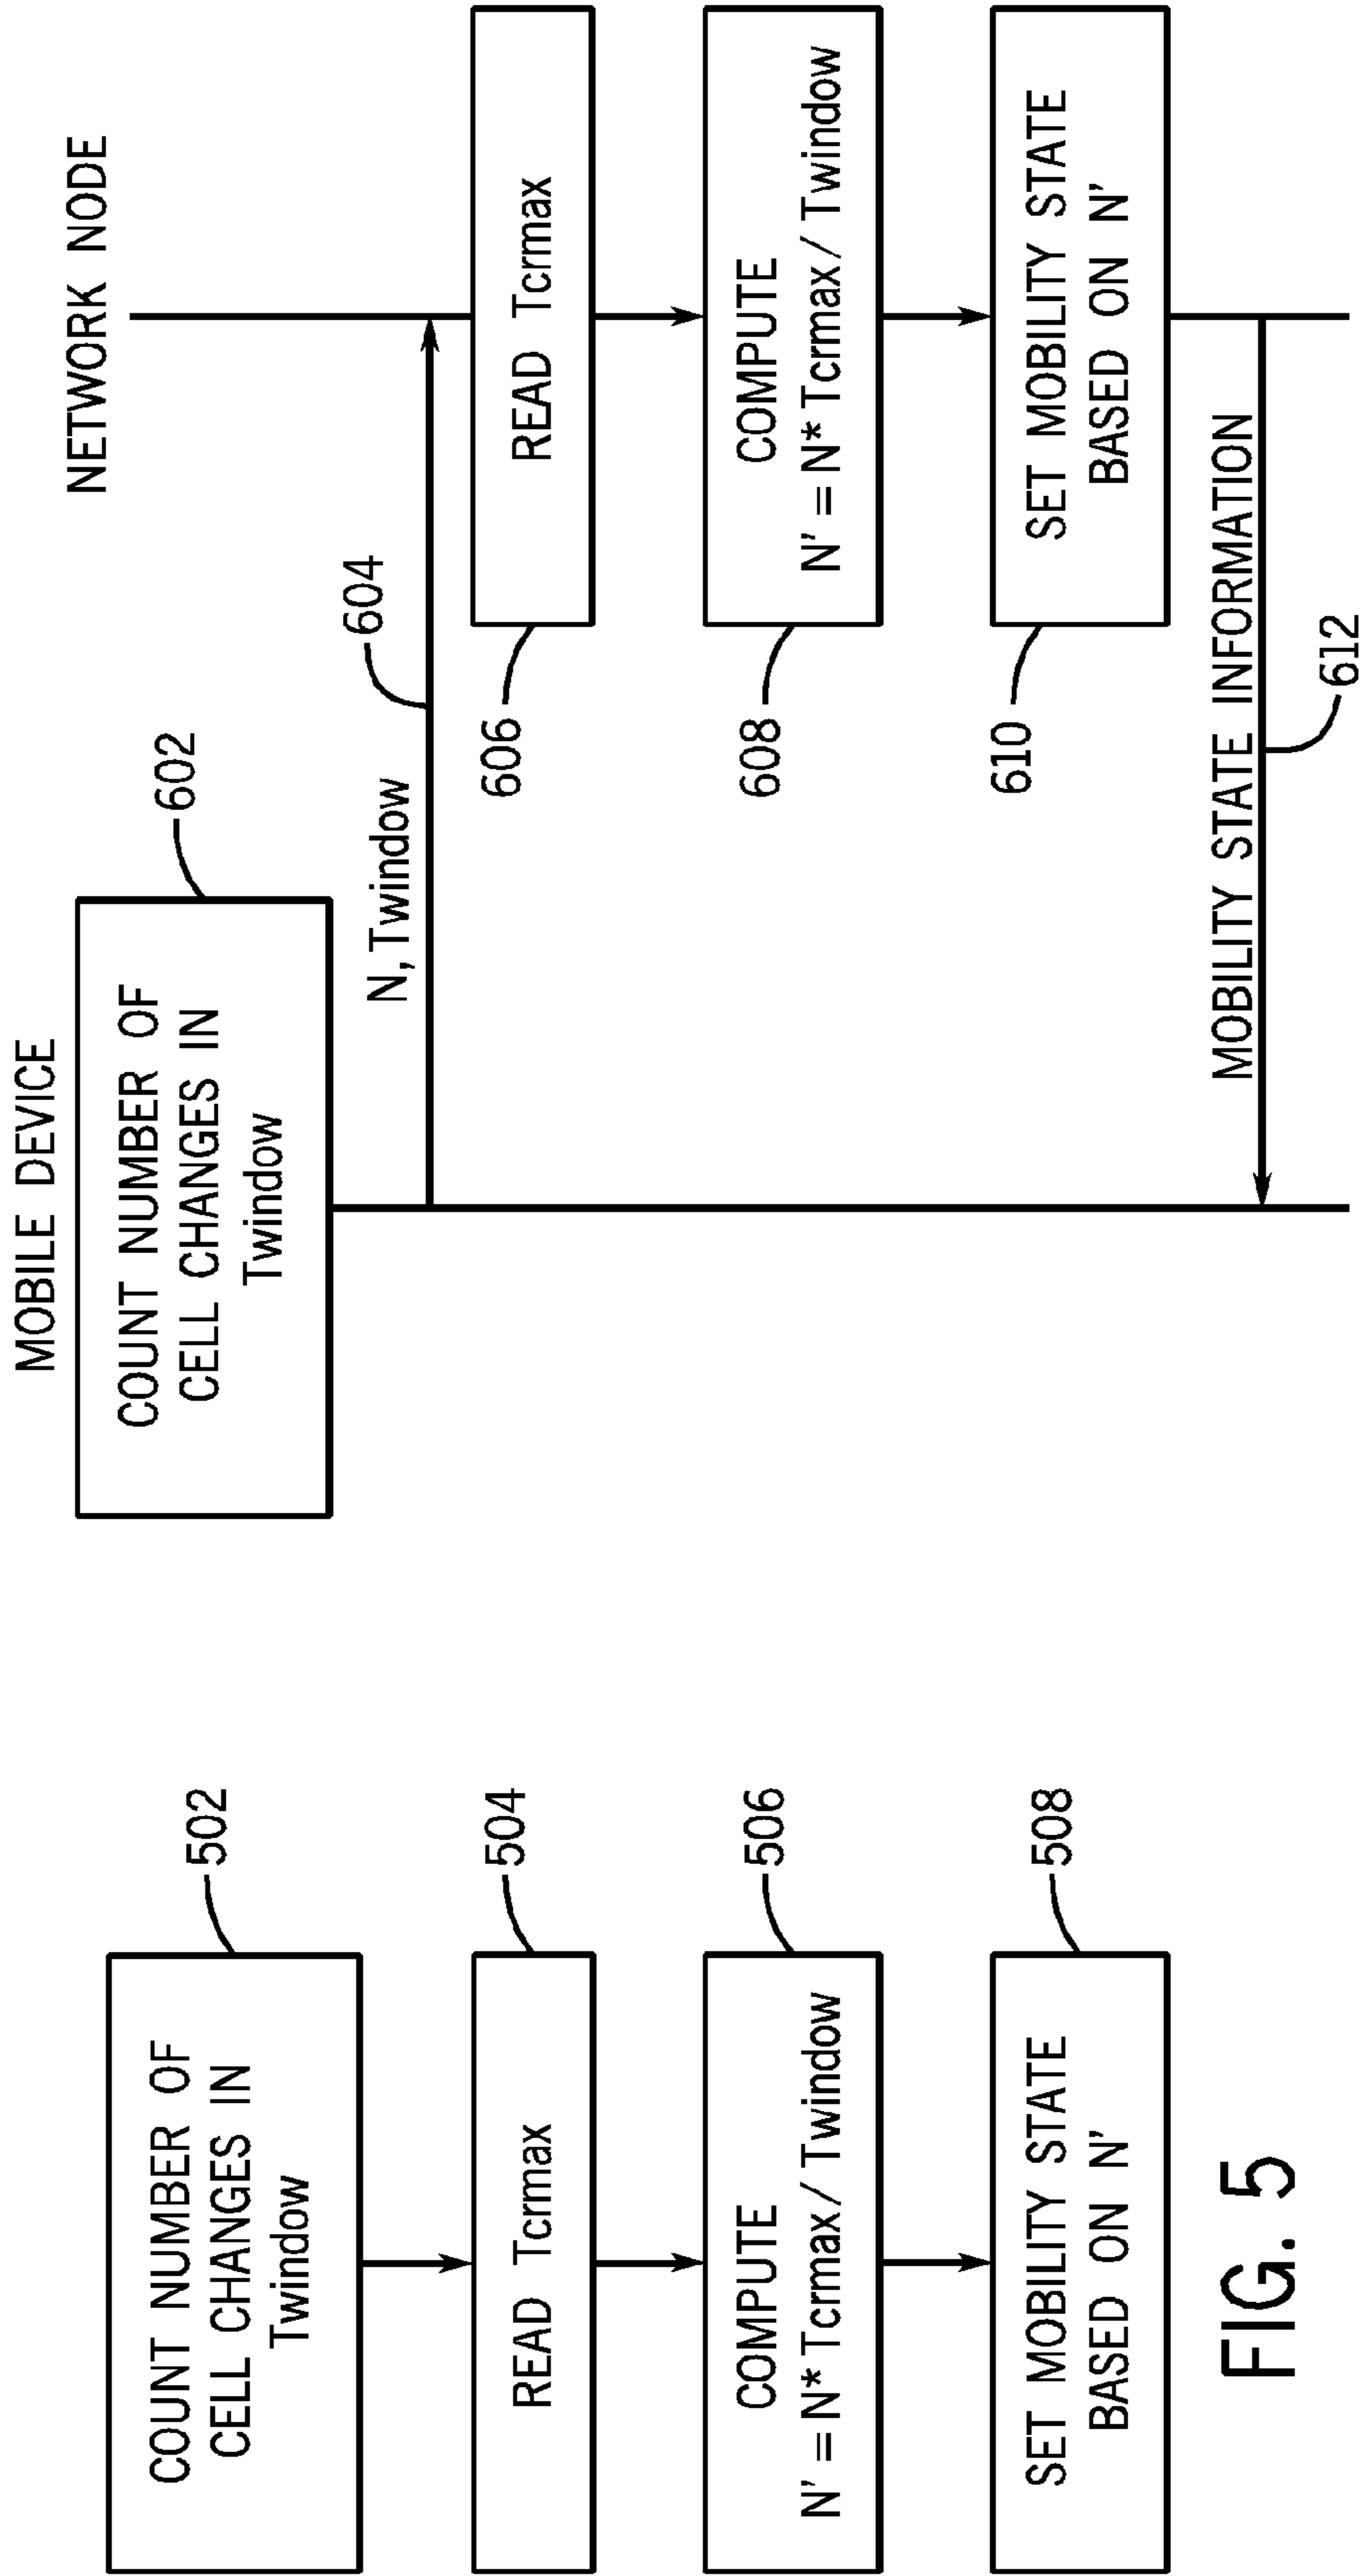 COUNT NUMBER OF
CELL CHANGES IN
Twindow
502
READ Tcrmax
504
COMPUTE
N' = N* Tcrmax / Twindow
506
SET MOBILITY STATE
BASED ON N'
508
FIG. 5
MOBILE DEVICE
NETWORK NODE
COUNT NUMBER OF
CELL CHANGES IN
Twindow
602
N, Twindow
604
READ Tcrmax
606
COMPUTE
N' = N* Tcrmax / Twindow
608
SET MOBILITY STATE
BASED ON N'
610
MOBILITY STATE INFORMATION
612